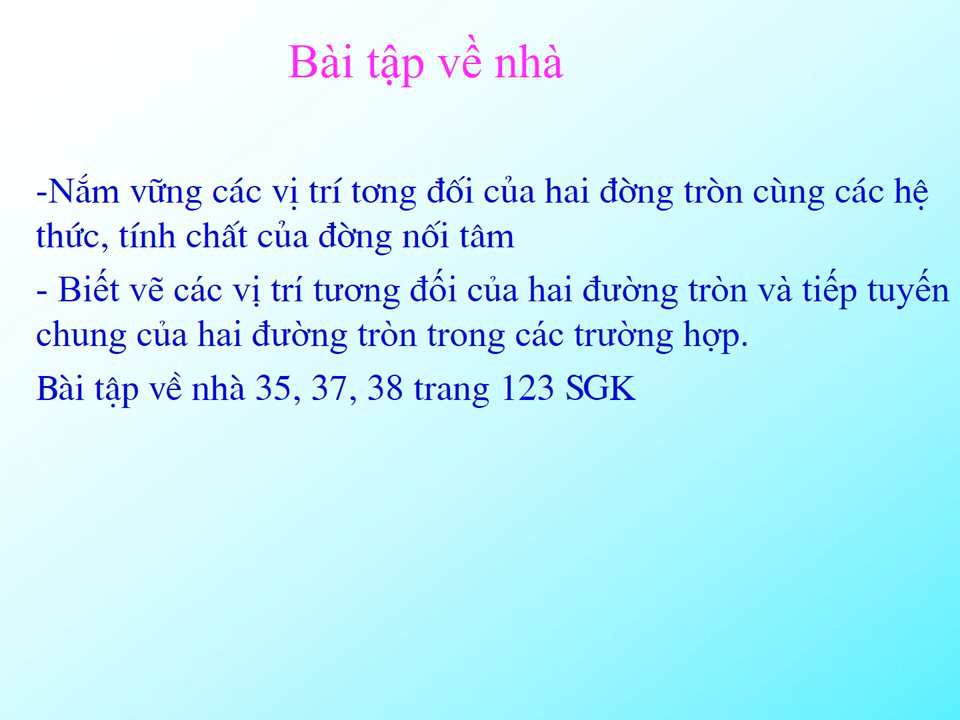 Bài tập về nhà
-Nắm vững các vị trí tơng đối của hai đờng tròn cùng các hệ
thức, tính chất của đờng nối tâm
- Biết vẽ các vị trí tương đối của hai đường tròn và tiếp tuyến
chung của hai đường tròn trong các trường hợp.
Bài tập về nhà 35, 37, 38 trang 123 SGK